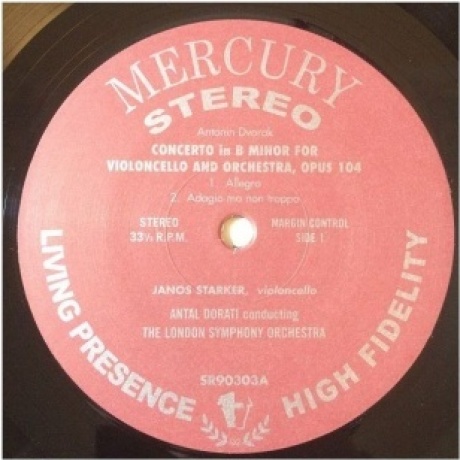 MERCURY
STEREO
Antonin Dvorak
CONCERTO in B MINOR FOR
VIOLONCELLO AND ORCHESTRA, OPUS 104
1. Allegro
2. Adagio ma non troppo
STEREO
33⅓ R.P.M.
MARGIN CONTROL
SIDE 1
JANOS STARKER, violoncello
ANTAL DORATI conducting
THE LONDON SYMPHONY ORCHESTRA
SR90303A
LIVING PRESENCE
HIGH FIDELITY